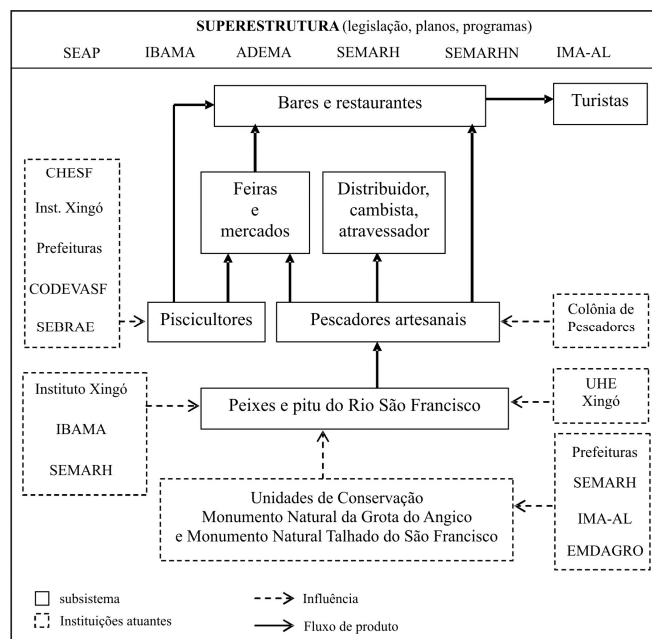 SUPERESTRUTURA (legislação, planos, programas)
SEAP IBAMA ADEMA SEMARH SEMARHN IMA-AL
Bares e restaurantes
Turistas
CHESF
Inst. Xingó
Prefeituras
CODEVASF
SEBRAE
Feiras
e
mercados
Distribuidor,
cambista,
atravessador
Piscicultores
Pescadores artesanais
Colônia de
Pescadores
Instituto Xingó
IBAMA
SEMARH
Peixes e pitu do Rio São Francisco
UHE
Xingó
Unidades de Conservação
Monumento Natural da Grota do Angico
e Monumento Natural Talhado do São Francisco
Prefeituras
SEMARH
IMA-AL
EMDAGRO
subsistema
Instituições atuantes
Influência
Fluxo de produto